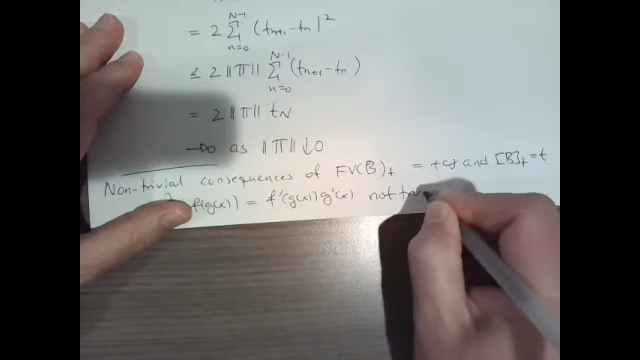 = 2 Σ_{n=0}^{N-1} (t_{n+1} - t_n)²
≤ 2 ||Π|| Σ_{n=0}^{N-1} (t_{n+1} - t_n)
= 2 ||Π|| t_N
→ 0 as ||Π|| ↓ 0.
Non-trivial consequences of FV(B)_t = +∞ and [B]_t = t
f(g(x)) = f'(g(x)) g'(x) not